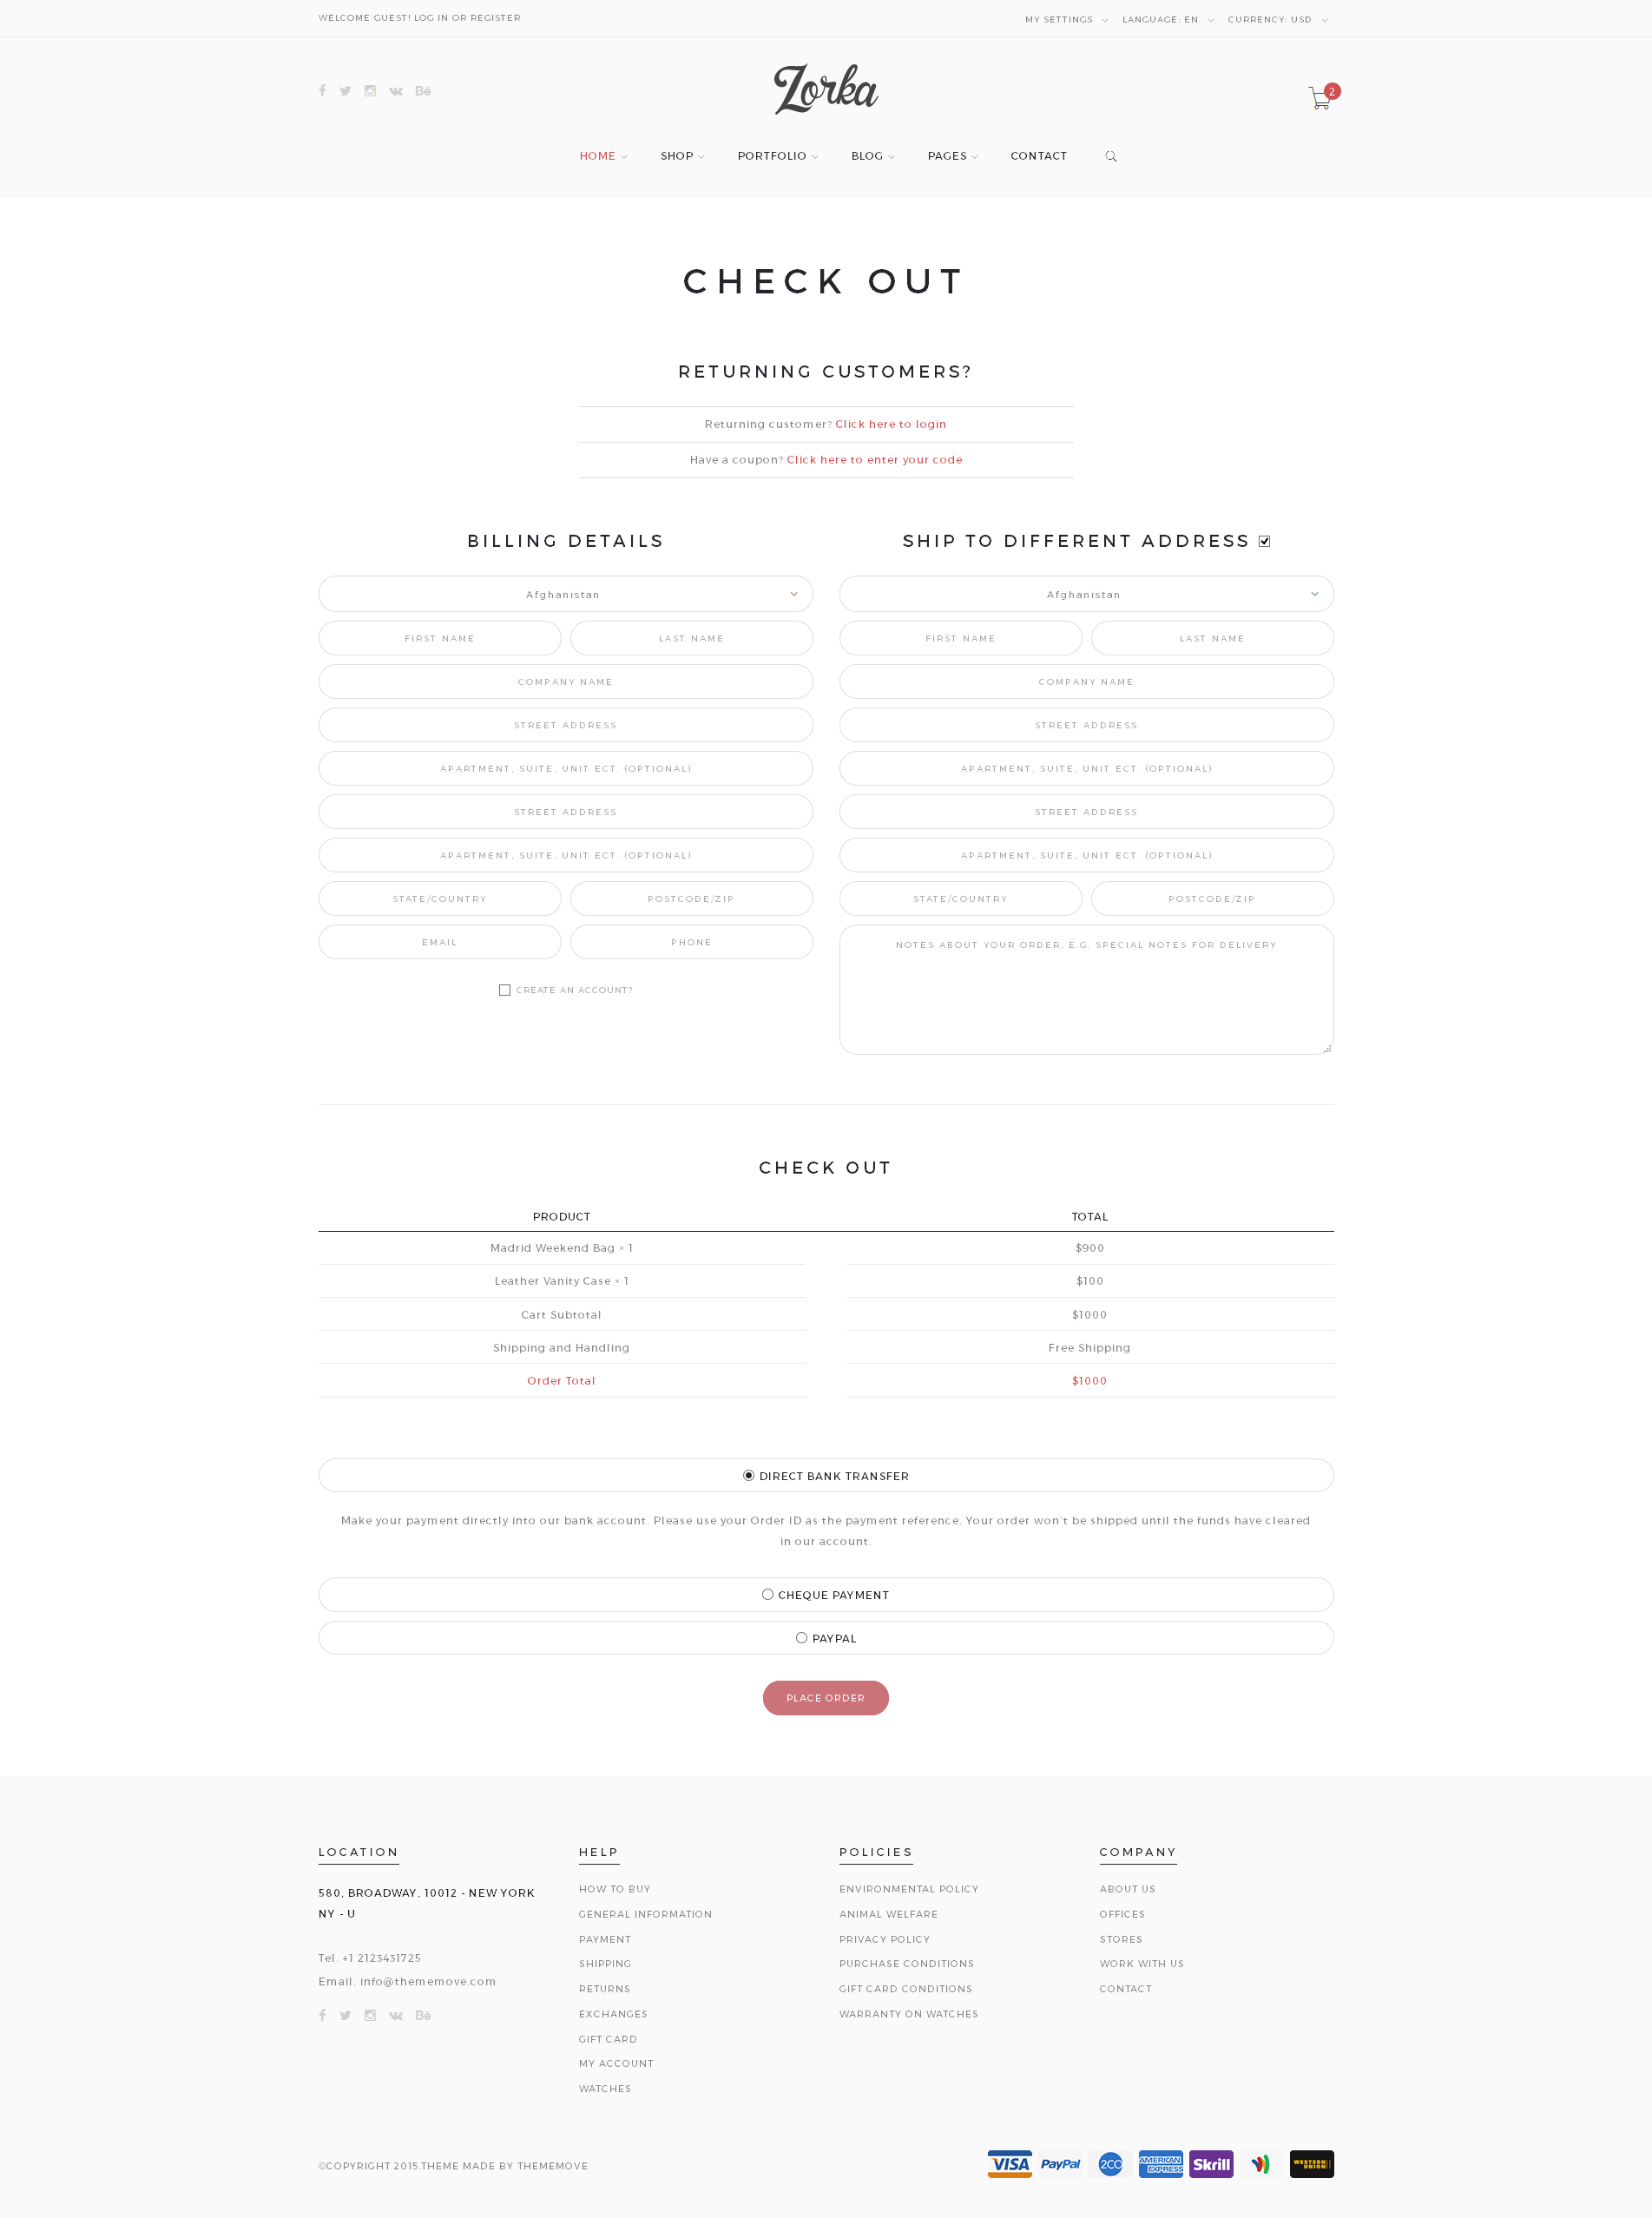 WELCOME GUEST! LOG IN OR REGISTER
MY SETTINGS LANGUAGE: EN CURRENCY: USD
Zorka
2
HOME SHOP PORTFOLIO BLOG PAGES CONTACT
CHECK OUT
RETURNING CUSTOMERS?
Returning customer? Click here to login
Have a coupon? Click here to enter your code
BILLING DETAILS
Afghanistan
FIRST NAME LAST NAME
COMPANY NAME
STREET ADDRESS
APARTMENT, SUITE, UNIT ECT. (OPTIONAL)
STREET ADDRESS
APARTMENT, SUITE, UNIT ECT. (OPTIONAL)
STATE/COUNTRY POSTCODE/ZIP
EMAIL PHONE
CREATE AN ACCOUNT?
SHIP TO DIFFERENT ADDRESS
Afghanistan
FIRST NAME LAST NAME
COMPANY NAME
STREET ADDRESS
APARTMENT, SUITE, UNIT ECT. (OPTIONAL)
STREET ADDRESS
APARTMENT, SUITE, UNIT ECT. (OPTIONAL)
STATE/COUNTRY POSTCODE/ZIP
NOTES ABOUT YOUR ORDER, E.G. SPECIAL NOTES FOR DELIVERY
CHECK OUT
PRODUCT TOTAL
Madrid Weekend Bag × 1 $900
Leather Vanity Case × 1 $100
Cart Subtotal $1000
Shipping and Handling Free Shipping
Order Total $1000
DIRECT BANK TRANSFER
Make your payment directly into our bank account. Please use your Order ID as the payment reference. Your order won't be shipped until the funds have cleared
in our account.
CHEQUE PAYMENT
PAYPAL
PLACE ORDER
LOCATION
580, BROADWAY, 10012 - NEW YORK
NY - U
Tel. +1 2123431725
Email. info@thememove.com
HELP
HOW TO BUY
GENERAL INFORMATION
PAYMENT
SHIPPING
RETURNS
EXCHANGES
GIFT CARD
MY ACCOUNT
WATCHES
POLICIES
ENVIRONMENTAL POLICY
ANIMAL WELFARE
PRIVACY POLICY
PURCHASE CONDITIONS
GIFT CARD CONDITIONS
WARRANTY ON WATCHES
COMPANY
ABOUT US
OFFICES
STORES
WORK WITH US
CONTACT
©COPYRIGHT 2015.THEME MADE BY THEMEMOVE
VISA PayPal 2CO AMERICAN EXPRESS Skrill WESTERN UNION